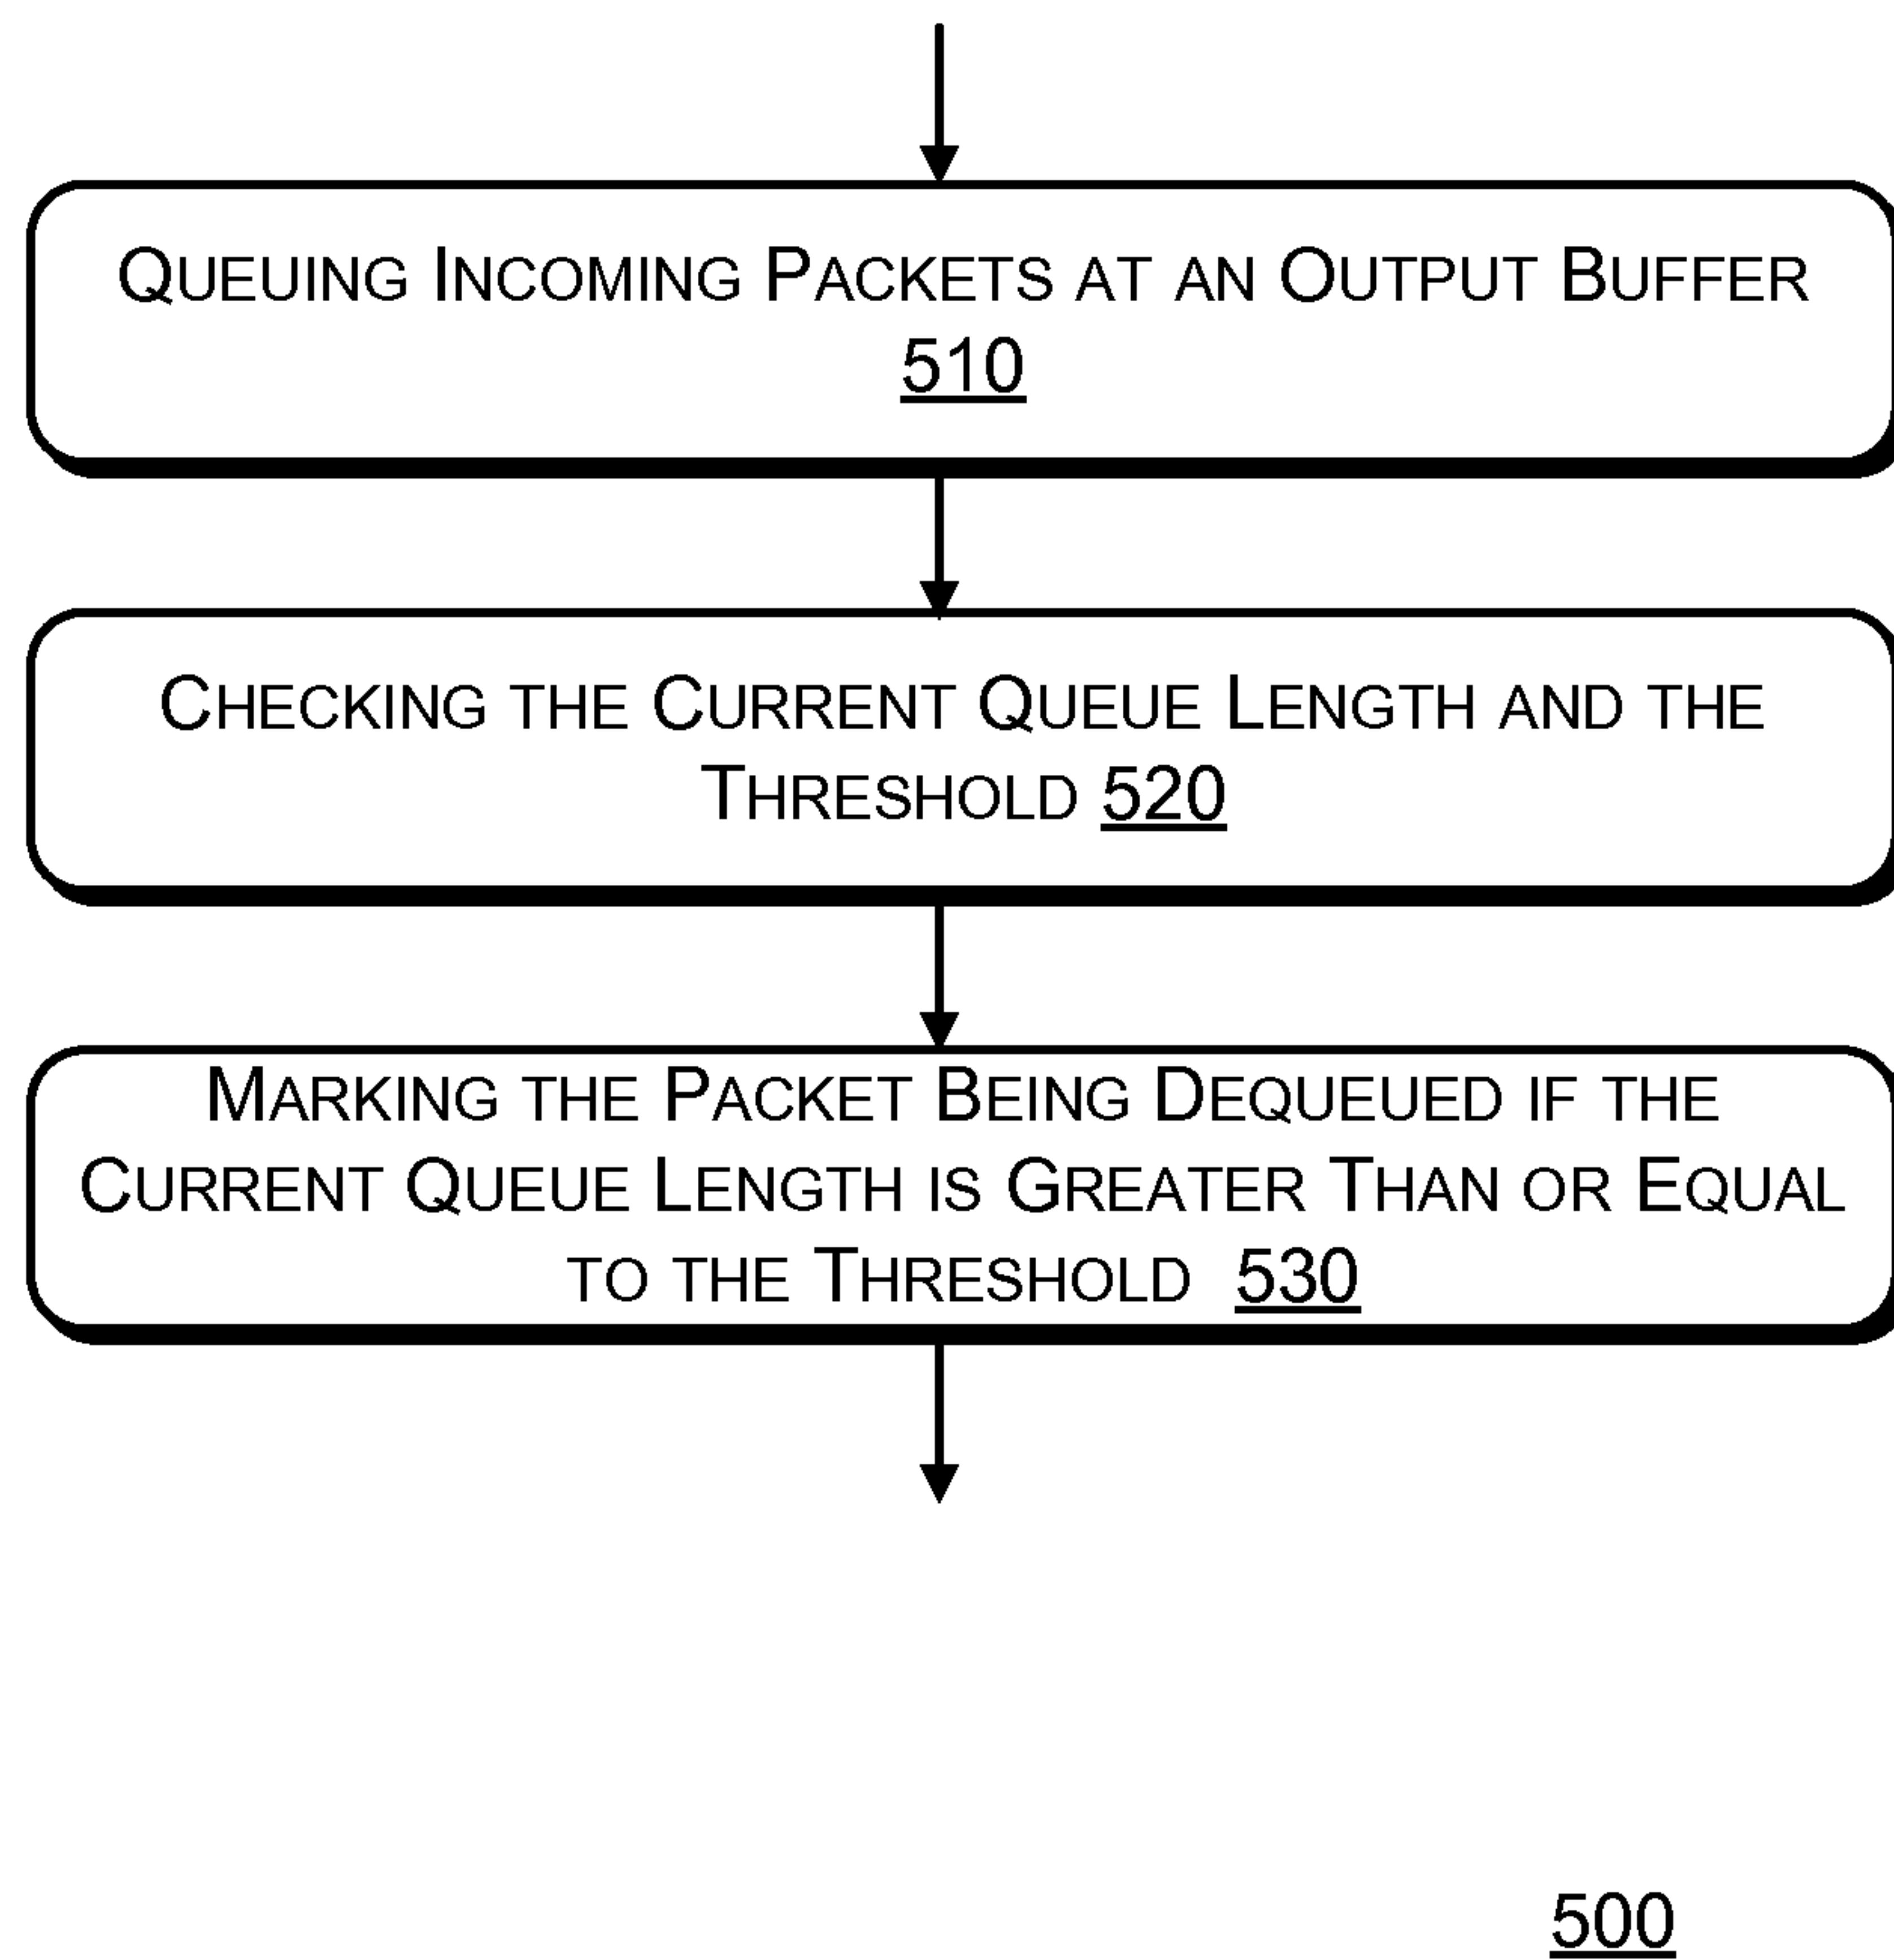 QUEUING INCOMING PACKETS AT AN OUTPUT BUFFER
510
CHECKING THE CURRENT QUEUE LENGTH AND THE
THRESHOLD 520
MARKING THE PACKET BEING DEQUEUED IF THE
CURRENT QUEUE LENGTH IS GREATER THAN OR EQUAL
TO THE THRESHOLD 530
500